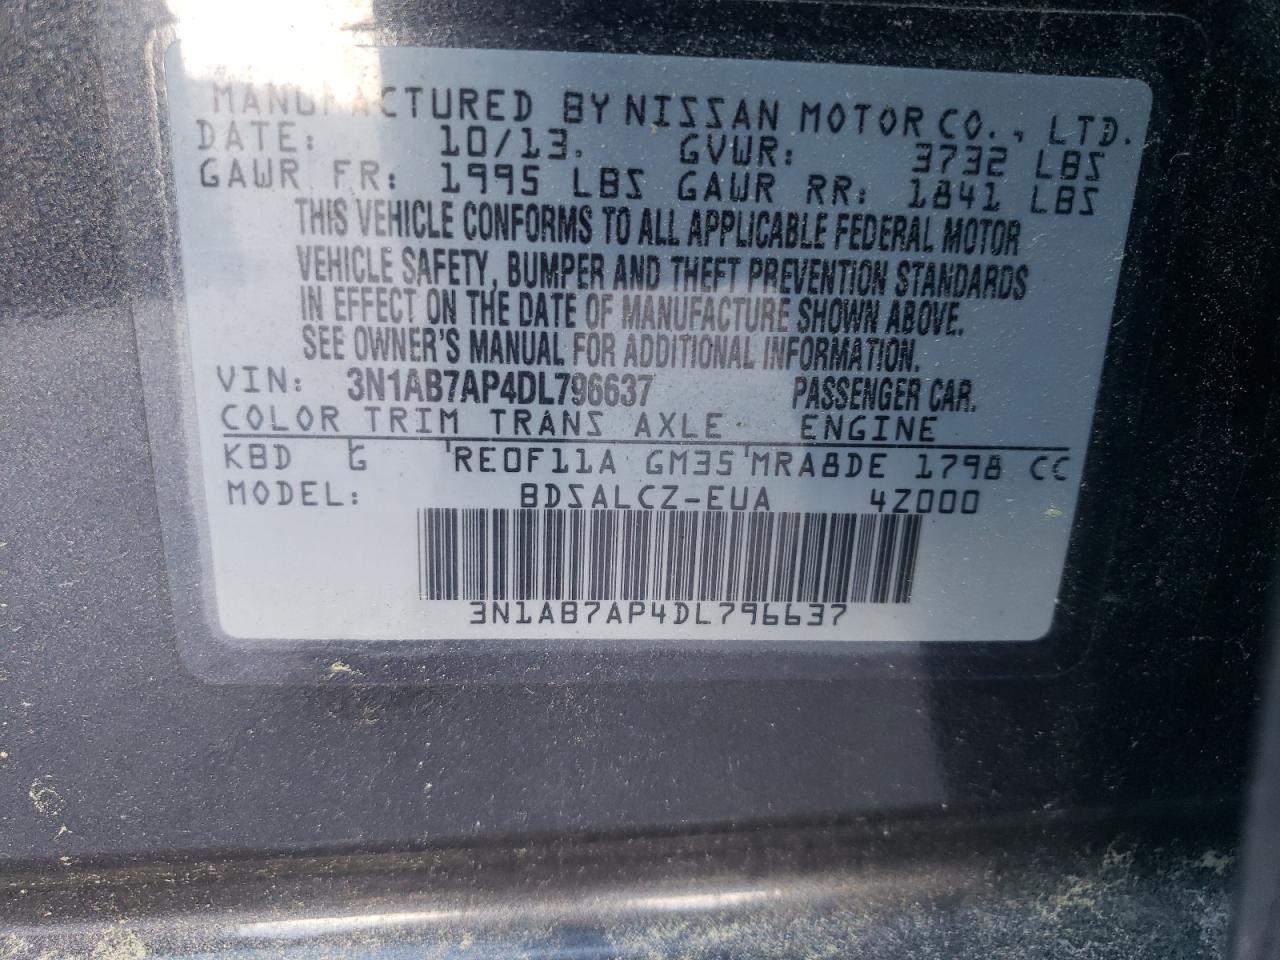 MANUFACTURED BY NISSAN MOTOR CO., LTD.
DATE: 10/13. GVWR: 3732 LBS
GAWR FR: 1995 LBS GAWR RR: 1841 LBS
THIS VEHICLE CONFORMS TO ALL APPLICABLE FEDERAL MOTOR
VEHICLE SAFETY, BUMPER AND THEFT PREVENTION STANDARDS
IN EFFECT ON THE DATE OF MANUFACTURE SHOWN ABOVE.
SEE OWNER'S MANUAL FOR ADDITIONAL INFORMATION.
VIN: 3N1AB7AP4DL796637 PASSENGER CAR.
COLOR TRIM TRANS AXLE ENGINE
KBD G RE0F11A GM35 MRA8DE 1798 CC
MODEL: BDSALCZ-EUA 4Z000
3N1AB7AP4DL796637